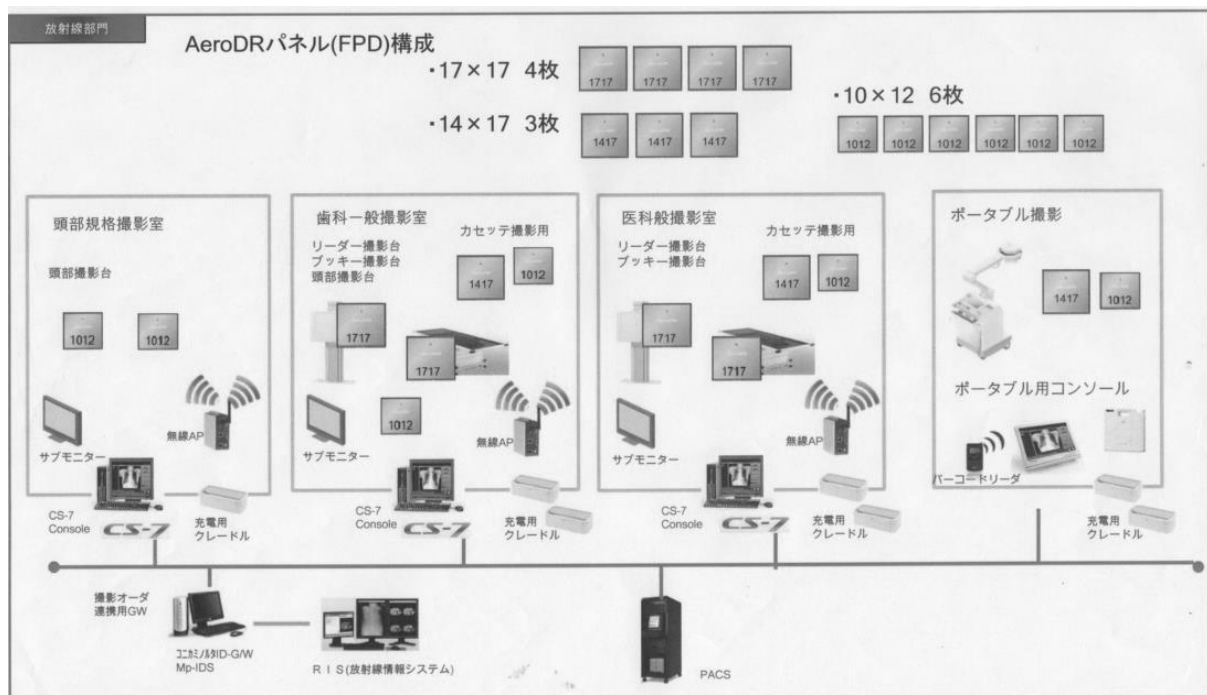 放射線部門
AeroDRパネル(FPD)構成
・17×17 4枚
1717 1717 1717 1717
・14×17 3枚
1417 1417 1417
・10×12 6枚
1012 1012 1012 1012 1012 1012
頭部規格撮影室
頭部撮影台
1012 1012
サブモニター
無線AP
CS-7
Console
CS-7
充電用
クレードル
歯科一般撮影室
リーダー撮影台
ブッキー撮影台
頭部撮影台
カセッテ撮影用
1417 1012
1717
1717
1012
サブモニター
無線AP
CS-7
Console
CS-7
充電用
クレードル
医科般撮影室
リーダー撮影台
ブッキー撮影台
カセッテ撮影用
1417 1012
1717
1717
サブモニター
無線AP
CS-7
Console
CS-7
充電用
クレードル
ポータブル撮影
1417 1012
ポータブル用コンソール
バーコードリーダ
充電用
クレードル
撮影オーダ
連携用GW
コニカミノルタID-G/W
Mp-IDS
RIS(放射線情報システム)
PACS